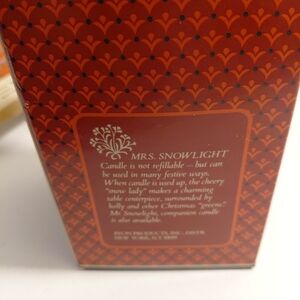 MRS. SNOWLIGHT
Candle is not refillable – but can
be used in many festive ways.
When candle is used up, the cheery
"snow lady" makes a charming
table centerpiece, surrounded by
holly and other Christmas "greens."
Mr. Snowlight, companion candle
is also available.
AVON PRODUCTS, INC., DISTR.
NEW YORK, N.Y.